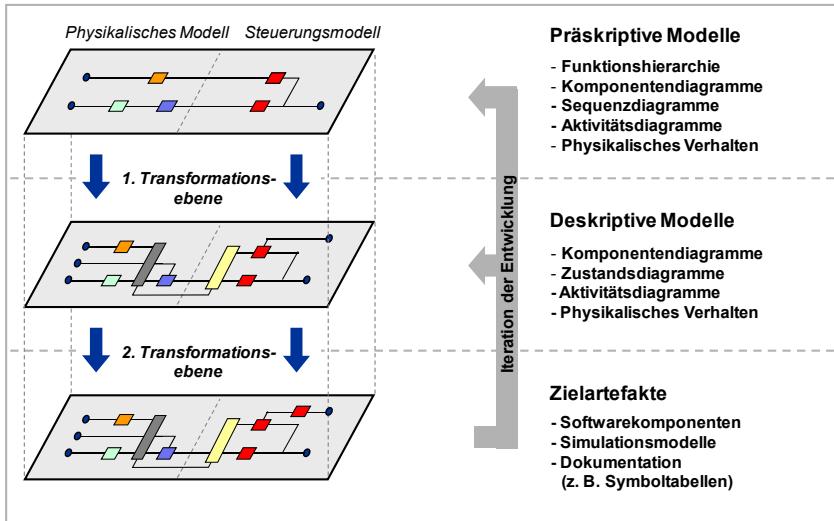 Physikalisches Modell
Steuerungsmodell
Präskriptive Modelle
- Funktionshierarchie
- Komponentendiagramme
- Sequenzdiagramme
- Aktivitätsdiagramme
- Physikalisches Verhalten
1. Transformations-
ebene
Deskriptive Modelle
- Komponentendiagramme
- Zustandsdiagramme
- Aktivitätsdiagramme
- Physikalisches Verhalten
2. Transformations-
ebene
Iteration der Entwicklung
Zielartefakte
- Softwarekomponenten
- Simulationsmodelle
- Dokumentation
(z. B. Symboltabellen)